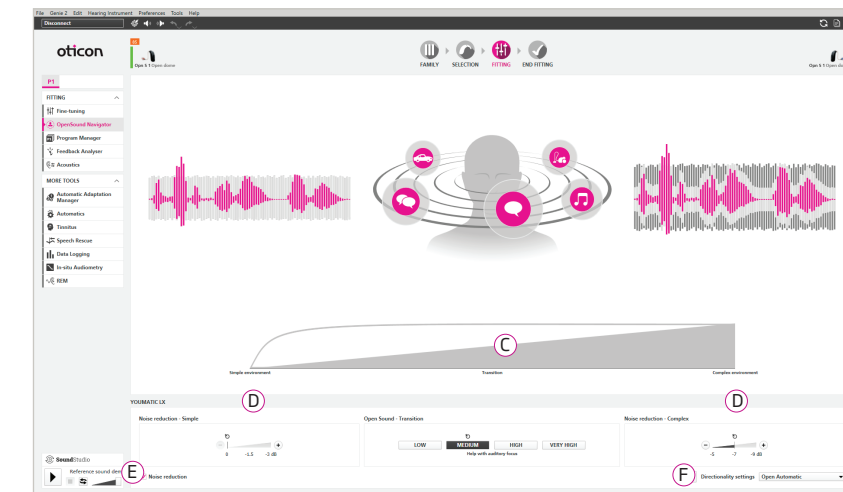 File Genie 2 Edit Hearing Instrument Preferences Tools Help
Disconnect
oticon
Opn S 1 Open dome
FAMILY SELECTION FITTING END FITTING
Opn S 1 Open do
P1
FITTING
Fine-tuning
OpenSound Navigator
Program Manager
Feedback Analyser
Acoustics
MORE TOOLS
Automatic Adaptation
Manager
Automatics
Tinnitus
Speech Rescue
Data Logging
In-situ Audiometry
REM
C
Simple environment Transition Complex environment
YOUMATIC LX
D D
Noise reduction - Simple Open Sound - Transition Noise reduction - Complex
LOW MEDIUM HIGH VERY HIGH
0 -1.5 -3 dB Help with auditory focus -5 -7 -9 dB
SoundStudio
Reference sound dem
E Noise reduction F Directionality settings Open Automatic